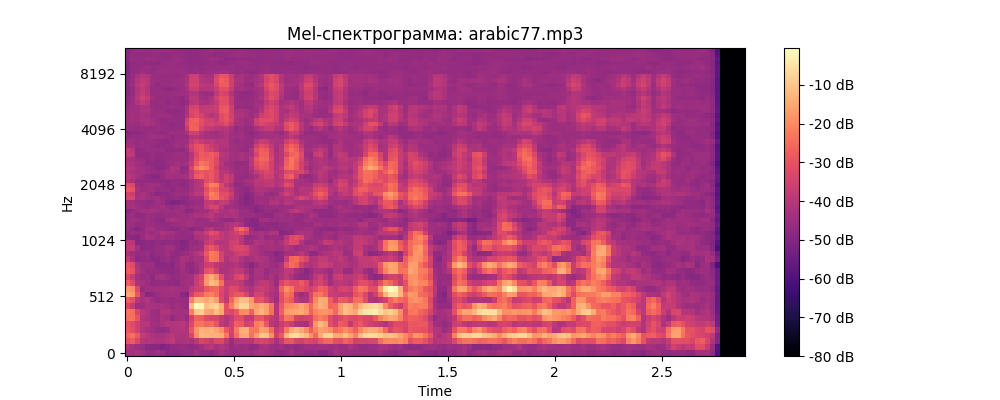 Mel-спектрограмма: arabic77.mp3
8192
4096
2048
1024
512
0
Hz
0 0.5 1 1.5 2 2.5
Time
-10 dB
-20 dB
-30 dB
-40 dB
-50 dB
-60 dB
-70 dB
-80 dB